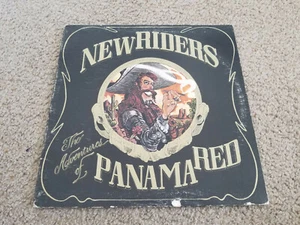 NEW RIDERS
The
Adventures
of
PANAMA RED